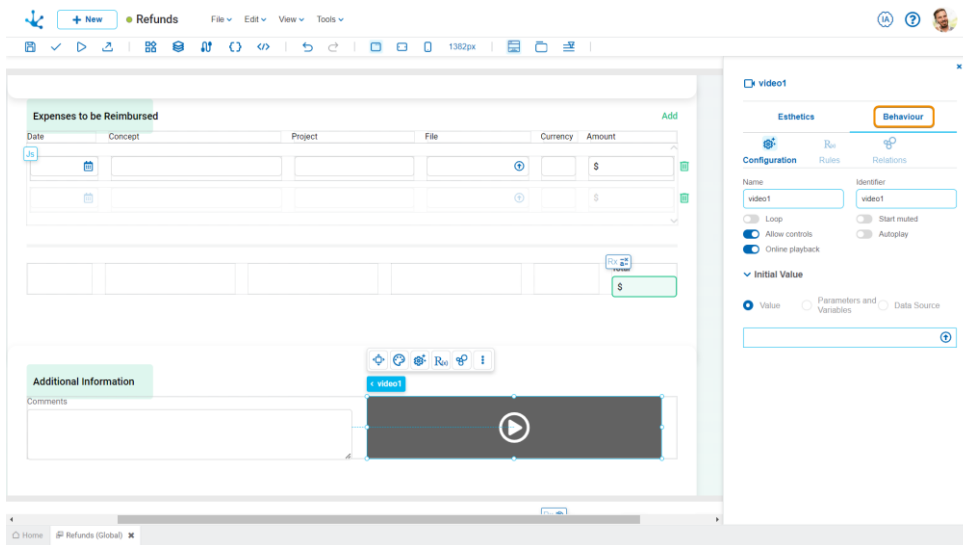 + New
Refunds
File
Edit
View
Tools
IA
?
1382px
video1
Esthetics
Behaviour
Configuration
Rules
Relations
Name
Identifier
video1
video1
Loop
Start muted
Allow controls
Autoplay
Online playback
Initial Value
Value
Parameters and
Variables
Data Source
Expenses to be Reimbursed
Add
Date
Concept
Project
File
Currency
Amount
Js
$
$
Rx
Total
$
R(x)
< video1
Additional Information
Comments
Home
Refunds (Global)